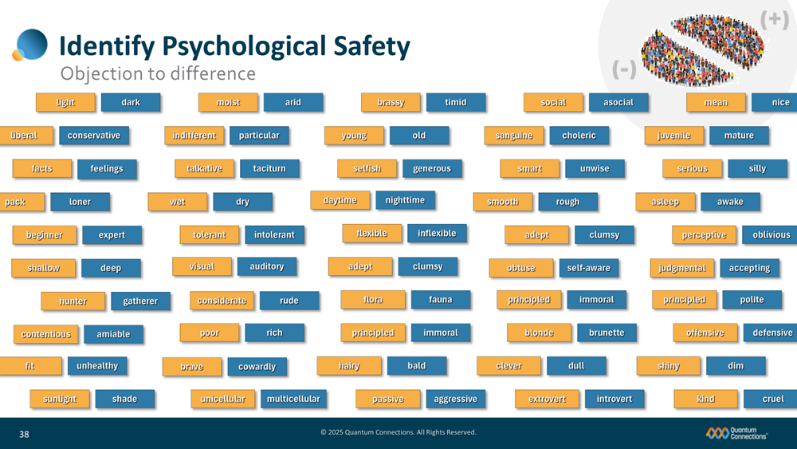 (+)
Identify Psychological Safety
Objection to difference
(-)
light dark moist arid brassy timid social asocial mean nice
liberal conservative indifferent particular young old sanguine choleric juvenile mature
facts feelings talkative taciturn selfish generous smart unwise serious silly
pack loner wet dry daytime nighttime smooth rough asleep awake
beginner expert tolerant intolerant flexible inflexible adept clumsy perceptive oblivious
shallow deep visual auditory adept clumsy obtuse self-aware judgmental accepting
hunter gatherer considerate rude flora fauna principled immoral principled polite
contentious amiable poor rich principled immoral blonde brunette offensive defensive
fit unhealthy brave cowardly hairy bald clever dull shiny dim
sunlight shade unicellular multicellular passive aggressive extrovert introvert kind cruel
38
© 2025 Quantum Connections. All Rights Reserved.
Quantum
Connections™